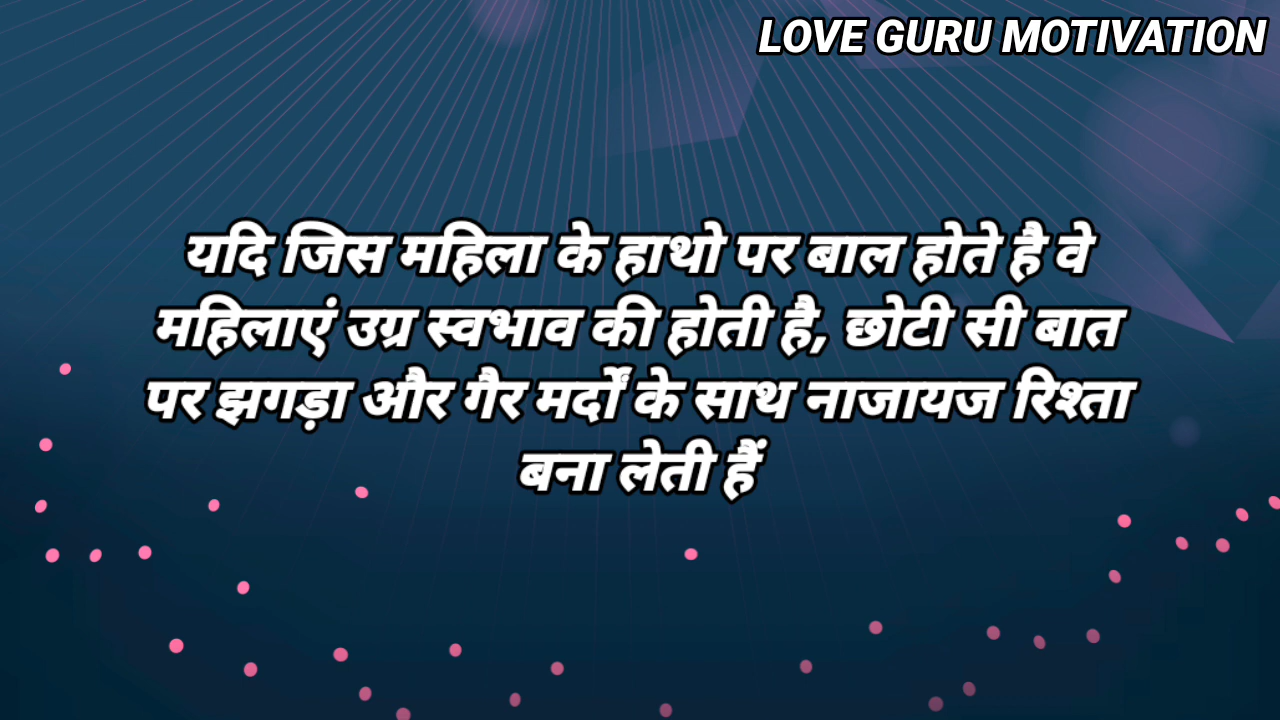 LOVE GURU MOTIVATION
यदि जिस महिला के हाथो पर बाल होते है वे
महिलाएं उग्र स्वभाव की होती है, छोटी सी बात
पर झगड़ा और गैर मर्दों के साथ नाजायज रिश्ता
बना लेती हैं